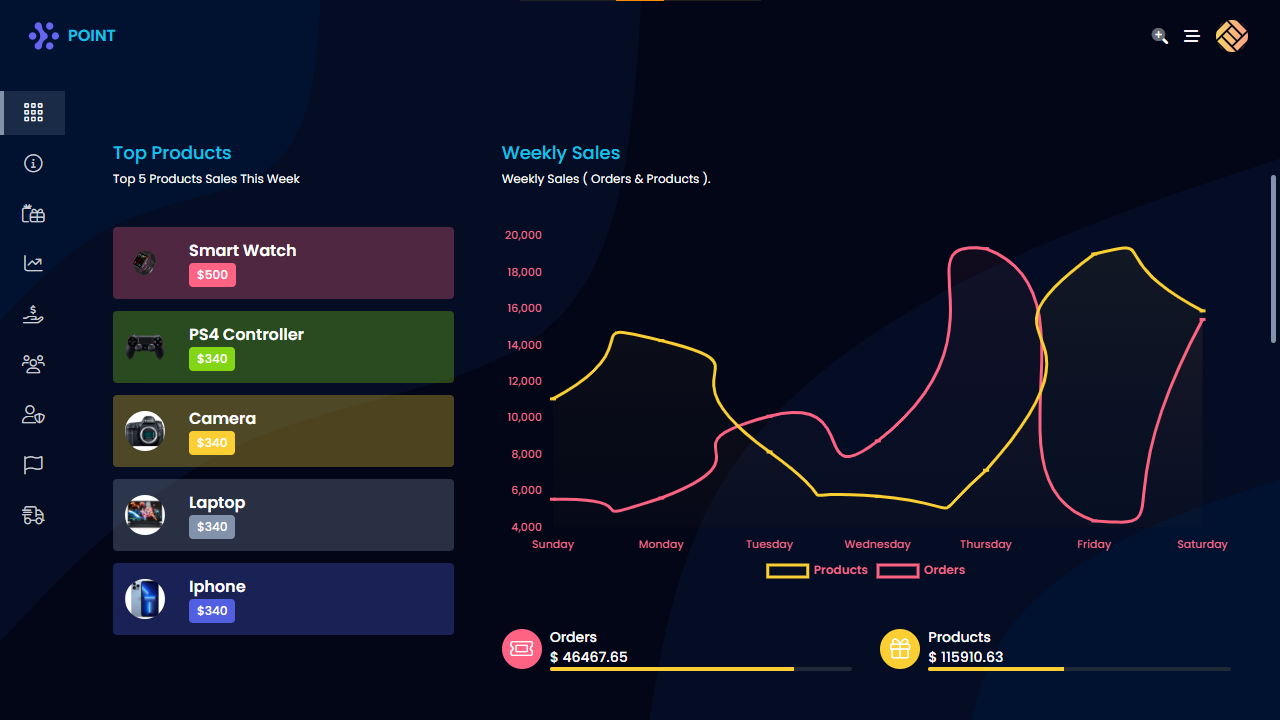 POINT
Top Products
Top 5 Products Sales This Week
Smart Watch
$500
PS4 Controller
$340
Camera
$340
Laptop
$340
Iphone
$340
Weekly Sales
Weekly Sales ( Orders & Products ).
20,000
18,000
16,000
14,000
12,000
10,000
8,000
6,000
4,000
Sunday Monday Tuesday Wednesday Thursday Friday Saturday
Products Orders
Orders
$ 46467.65
Products
$ 115910.63